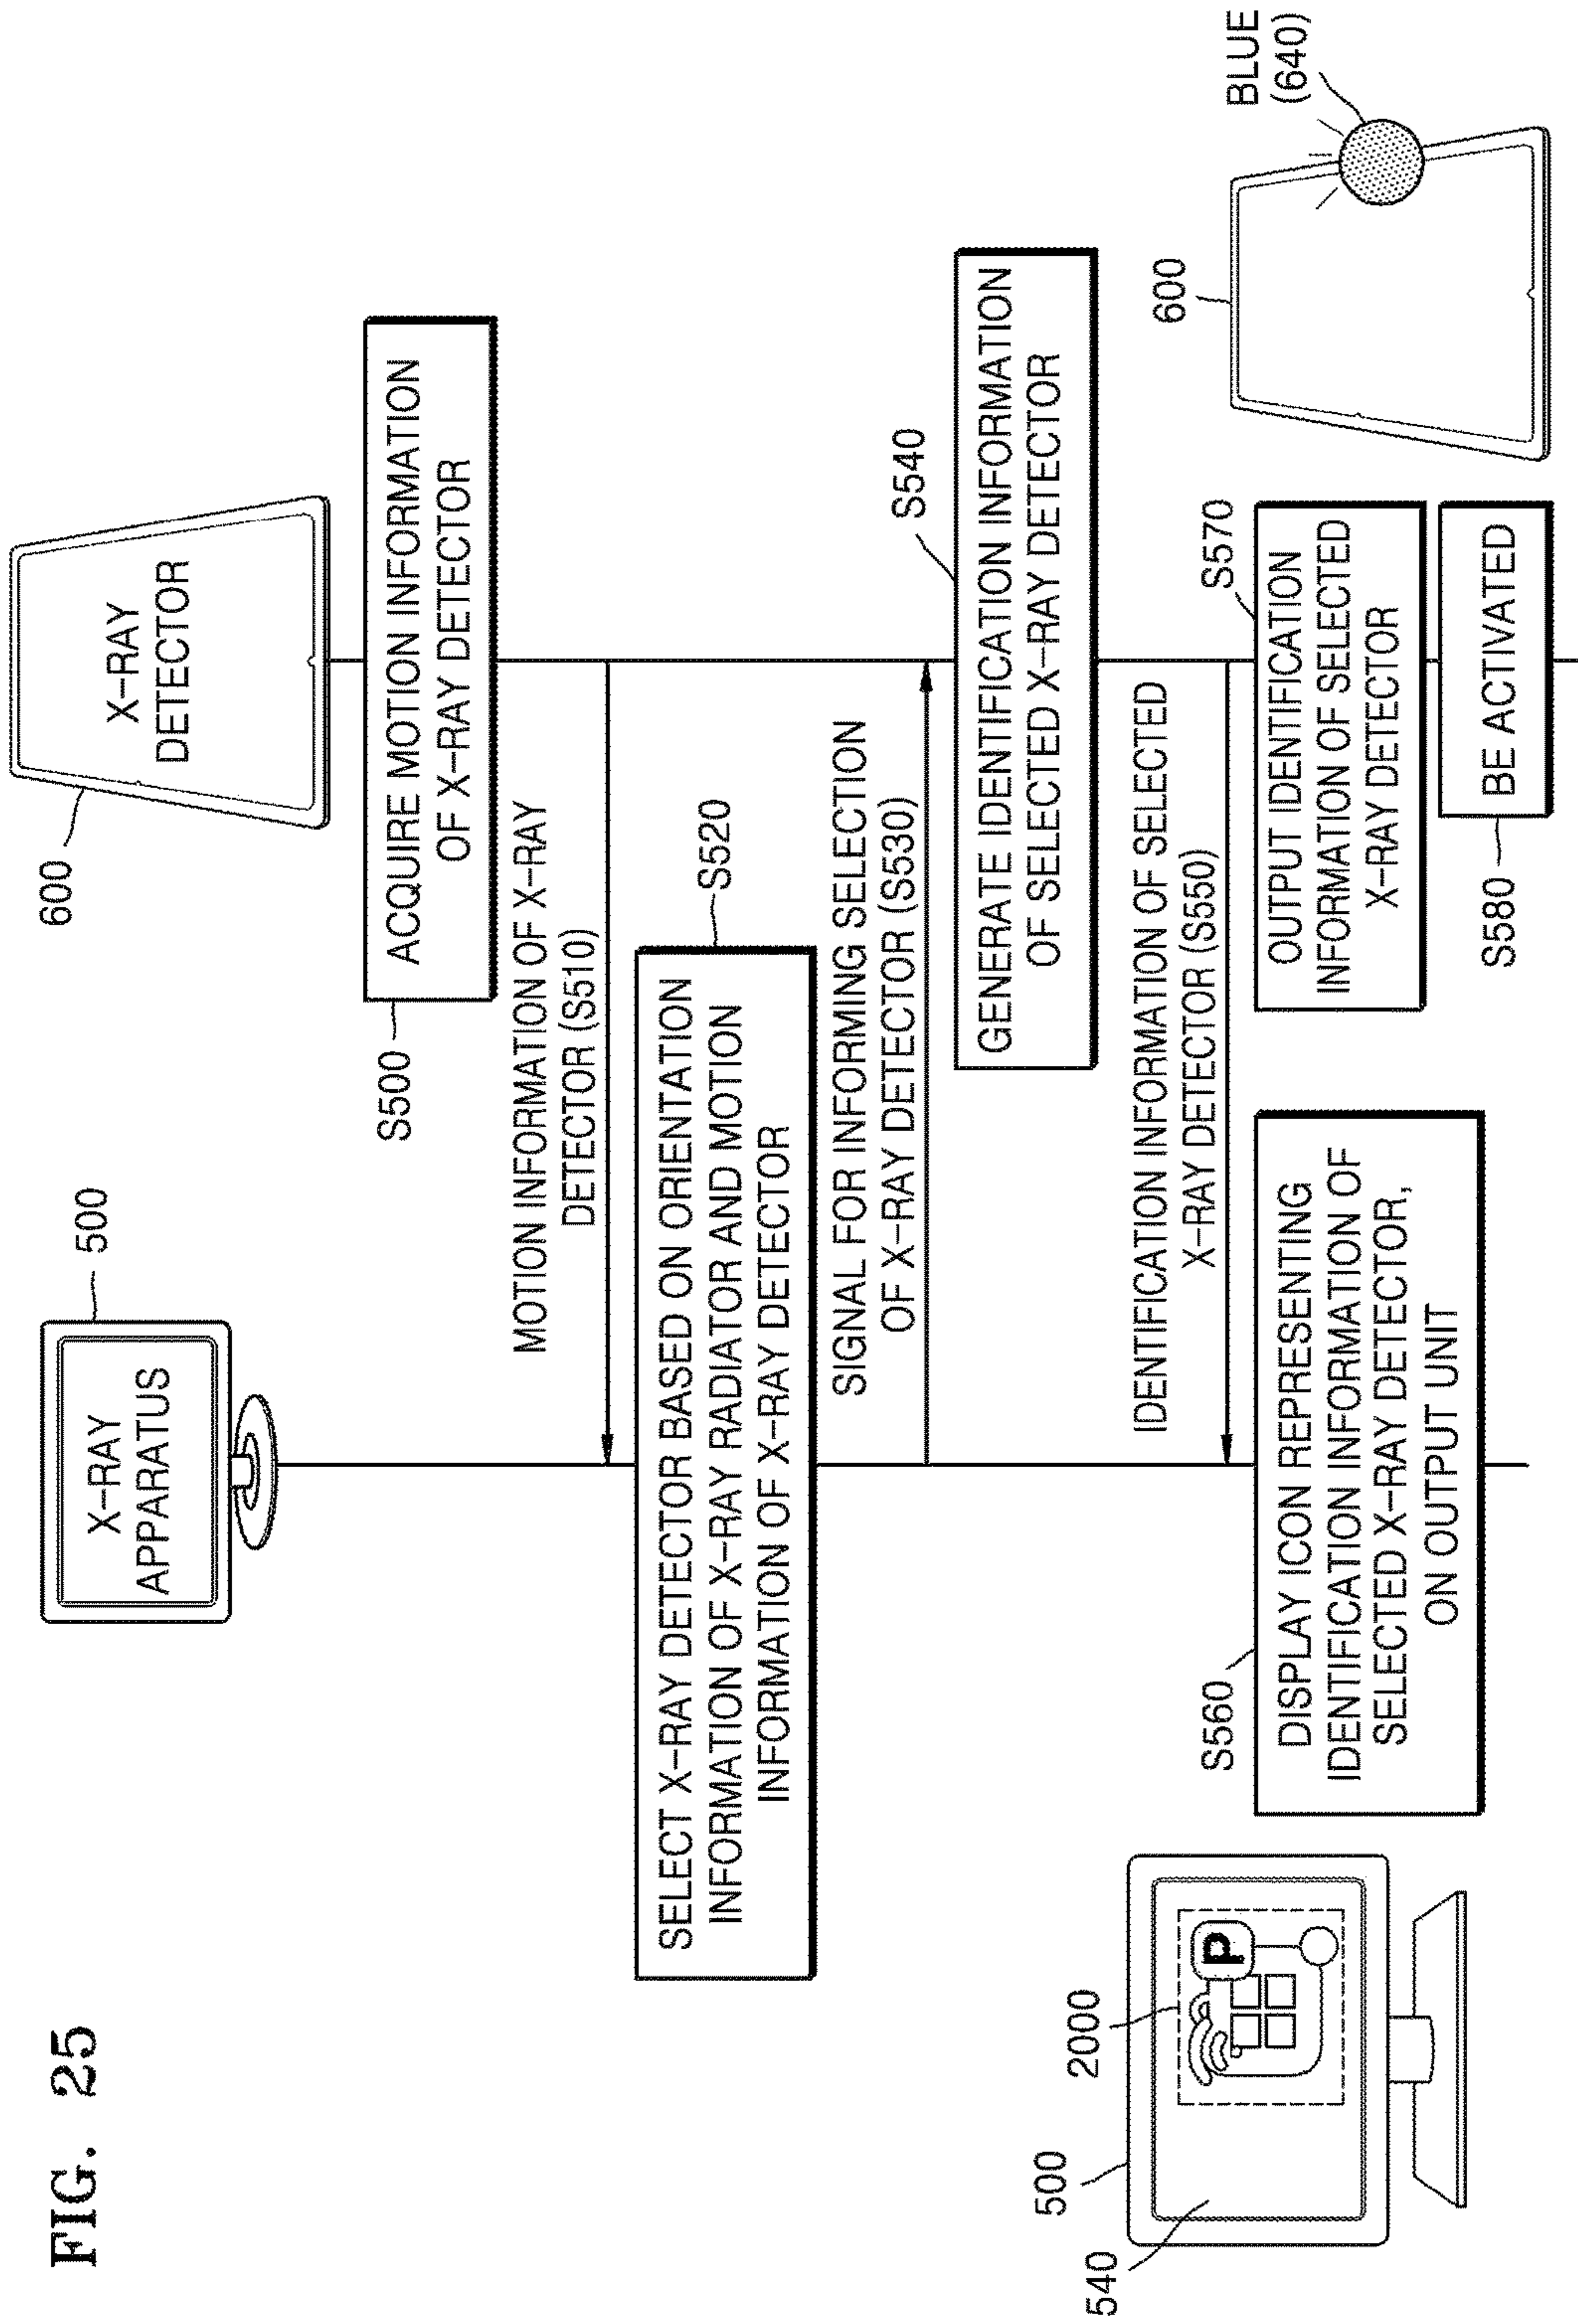 FIG. 25
500
X-RAY
APPARATUS
600
X-RAY
DETECTOR
S500
ACQUIRE MOTION INFORMATION
OF X-RAY DETECTOR
MOTION INFORMATION OF X-RAY
DETECTOR (S510)
S520
SELECT X-RAY DETECTOR BASED ON ORIENTATION
INFORMATION OF X-RAY RADIATOR AND MOTION
INFORMATION OF X-RAY DETECTOR
SIGNAL FOR INFORMING SELECTION
OF X-RAY DETECTOR (S530)
S540
GENERATE IDENTIFICATION INFORMATION
OF SELECTED X-RAY DETECTOR
IDENTIFICATION INFORMATION OF SELECTED
X-RAY DETECTOR (S550)
540
500
2000
P
S560
DISPLAY ICON REPRESENTING
IDENTIFICATION INFORMATION OF
SELECTED X-RAY DETECTOR,
ON OUTPUT UNIT
S570
OUTPUT IDENTIFICATION
INFORMATION OF SELECTED
X-RAY DETECTOR
S580
BE ACTIVATED
600
BLUE
(640)